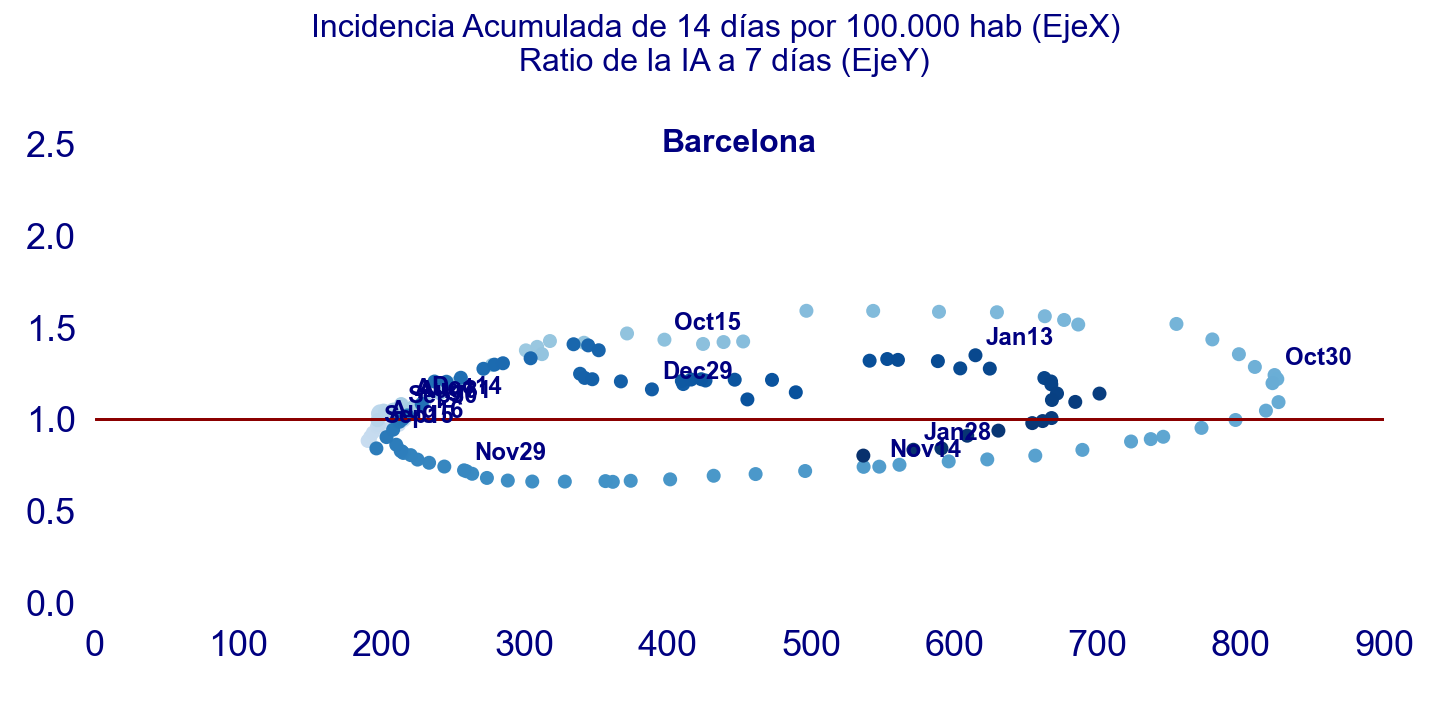 Incidencia Acumulada de 14 días por 100.000 hab (EjeX)
Ratio de la IA a 7 días (EjeY)
Barcelona
2.5
2.0
1.5
1.0
0.5
0.0
Oct15
Jan13
Oct30
Dec29
Aug16
Sep15
Jan28
Nov14
Nov29
0 100 200 300 400 500 600 700 800 900